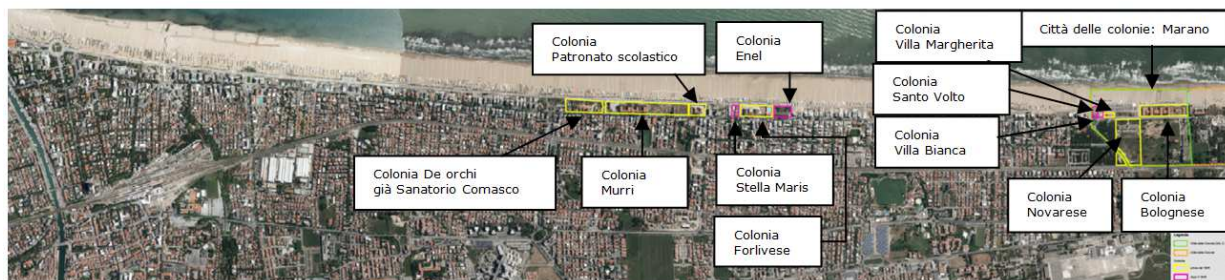 Colonia
Patronato scolastico
Colonia
Enel
Colonia
Villa Margherita
Città delle colonie: Marano
Colonia
Santo Volto
Colonia
Villa Bianca
Colonia De orchi
già Sanatorio Comasco
Colonia
Murri
Colonia
Stella Maris
Colonia
Forlivese
Colonia
Novarese
Colonia
Bolognese